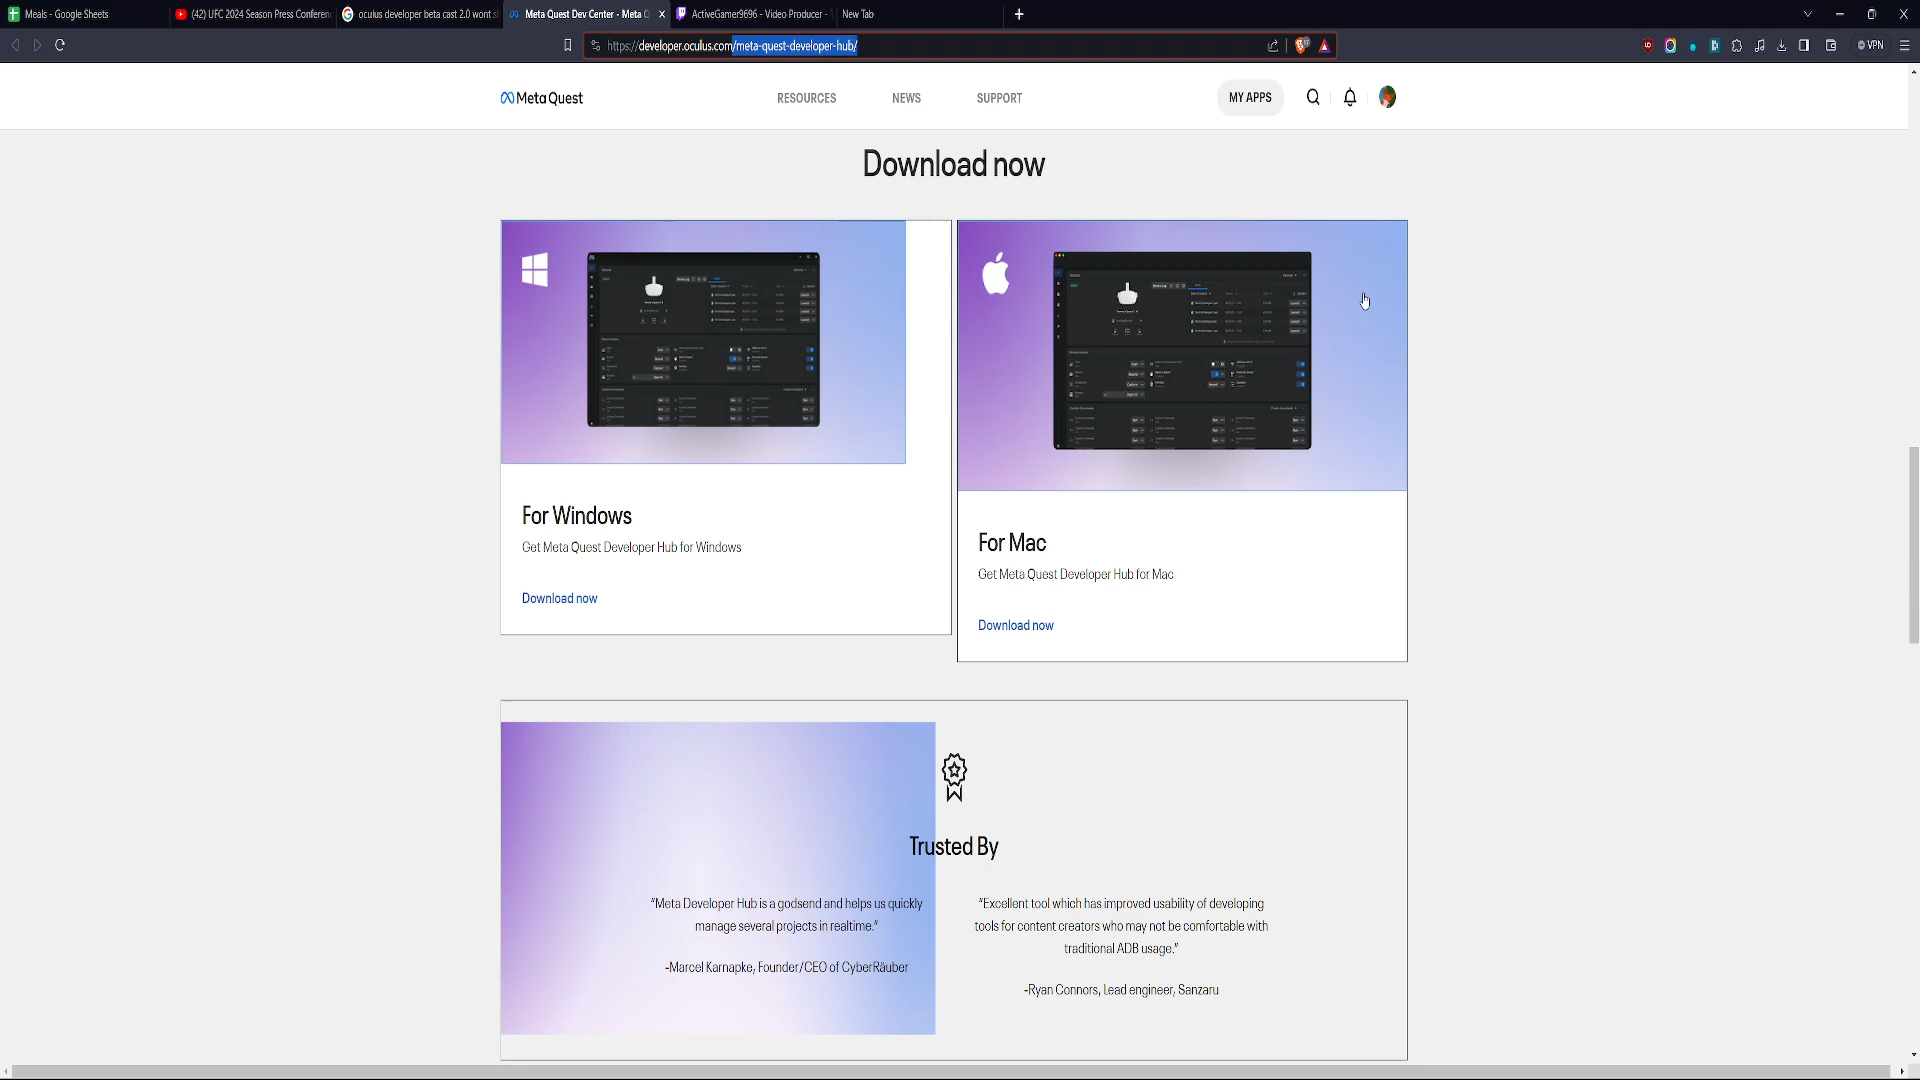 Meals - Google Sheets
(42) UFC 2024 Season Press Conferenc
oculus developer beta cast 2.0 wont st
Meta Quest Dev Center - Meta Q
ActiveGamer9696 - Video Producer - T
New Tab
https://developer.oculus.com/meta-quest-developer-hub/
VPN
Meta Quest
RESOURCES
NEWS
SUPPORT
MY APPS
Download now
For Windows
Get Meta Quest Developer Hub for Windows
Download now
For Mac
Get Meta Quest Developer Hub for Mac
Download now
Trusted By
“Meta Developer Hub is a godsend and helps us quickly
manage several projects in realtime.”
-Marcel Karnapke, Founder/CEO of CyberRäuber
“Excellent tool which has improved usability of developing
tools for content creators who may not be comfortable with
traditional ADB usage.”
-Ryan Connors, Lead engineer, Sanzaru